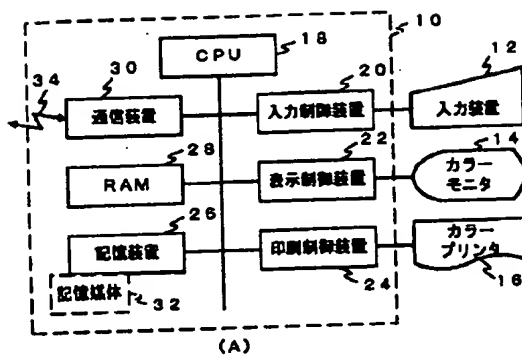 10
CPU
18
12
34
30
20
通信装置
入力制御装置
入力装置
28
22
14
RAM
表示制御装置
カラー
モニタ
26
記憶装置
印刷制御装置
カラー
プリンタ
記憶媒体
32
24
16
(A)